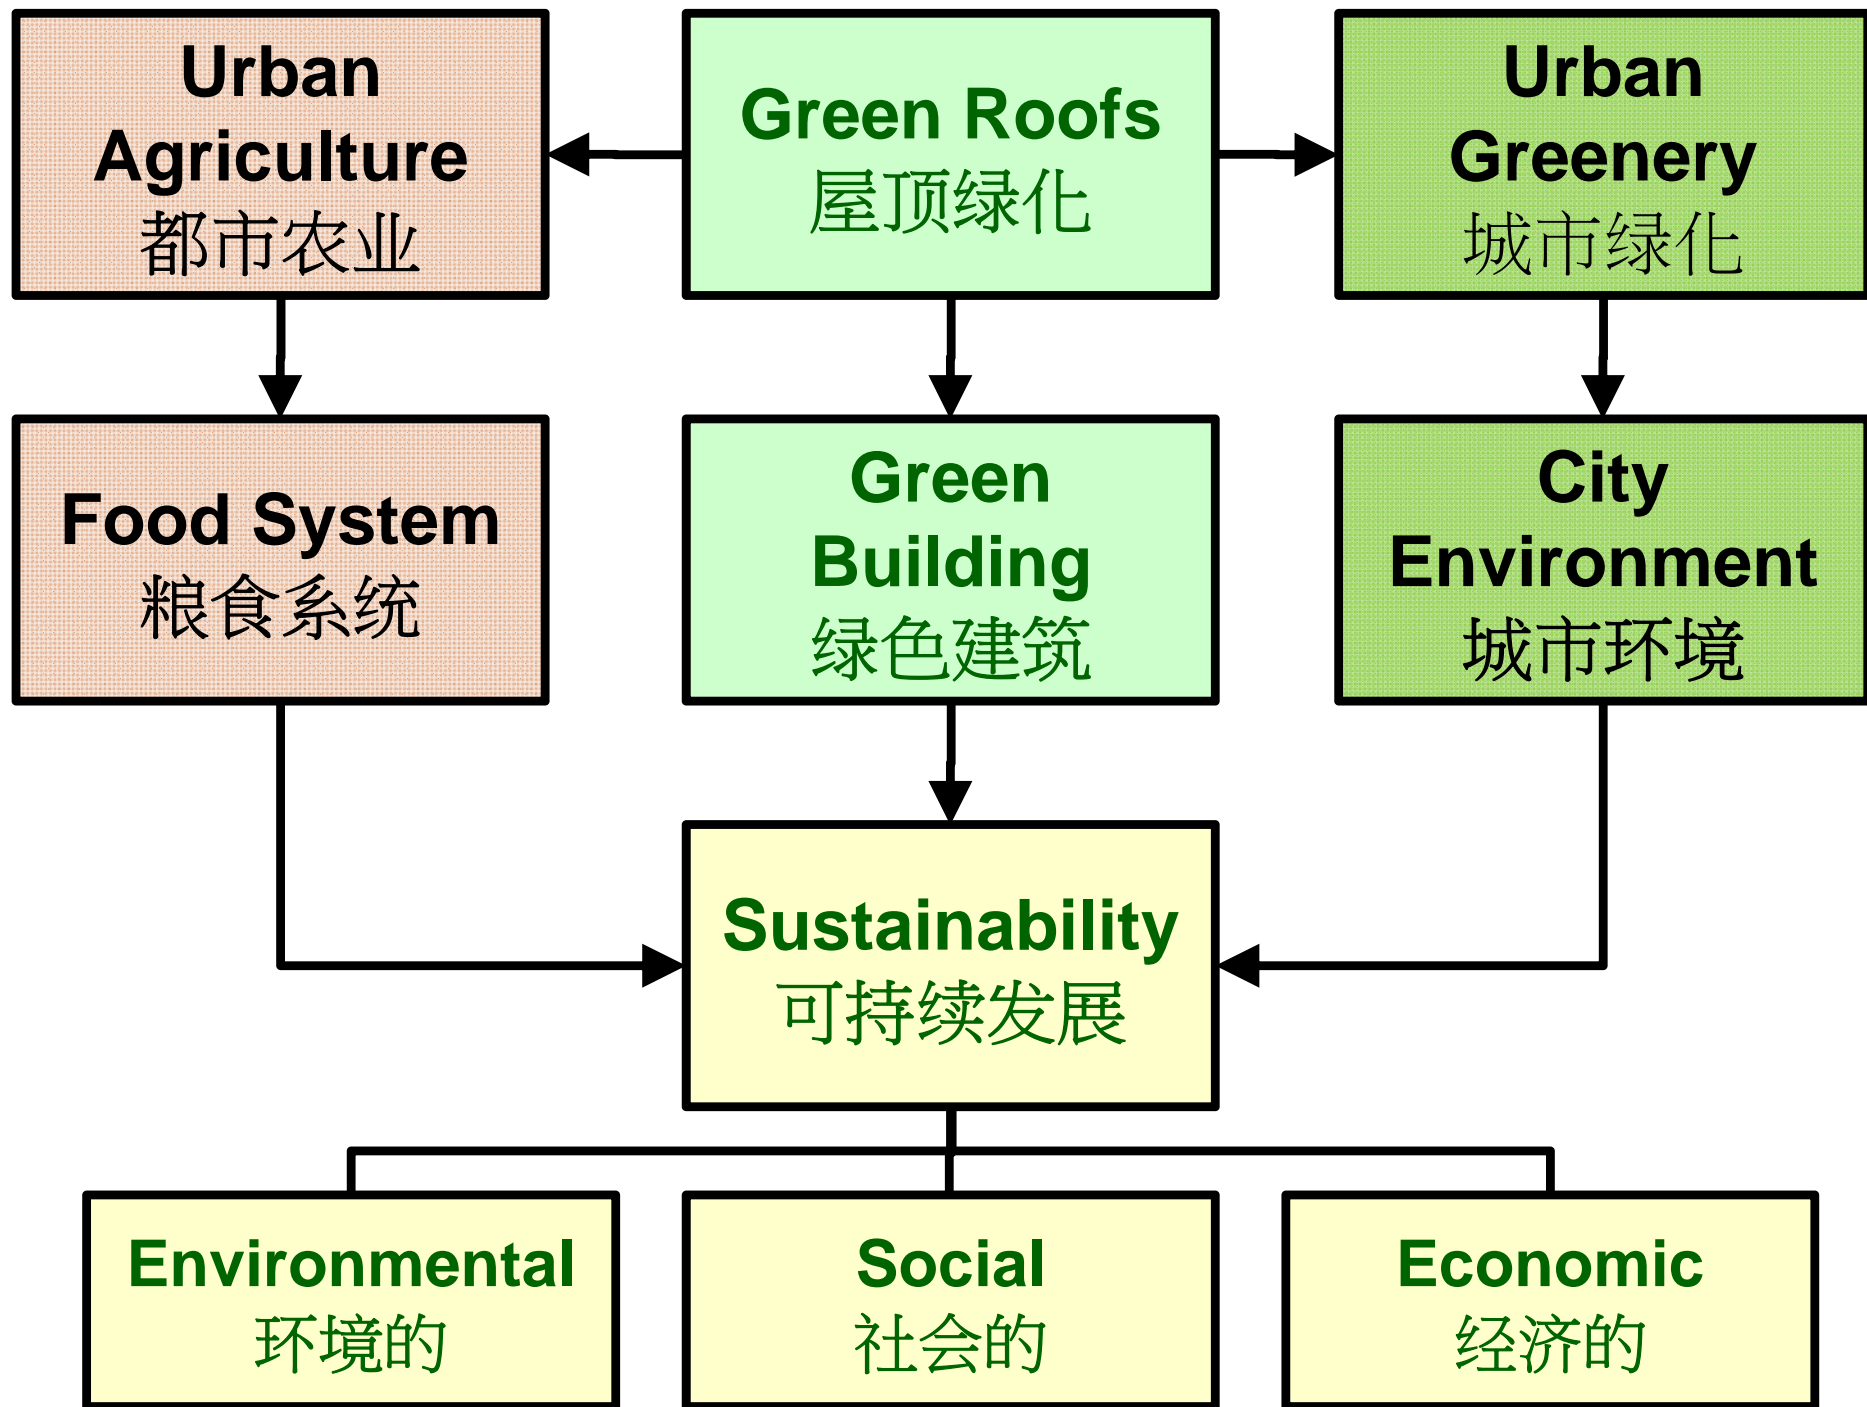 Urban
Agriculture
都市农业
Green Roofs
屋顶绿化
Urban
Greenery
城市绿化
Food System
粮食系统
Green
Building
绿色建筑
City
Environment
城市环境
Sustainability
可持续发展
Environmental
环境的
Social
社会的
Economic
经济的